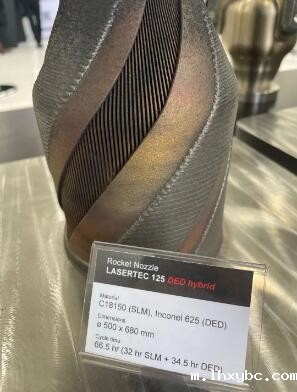 Rocket Nozzle
LASERTEC 125 DED hybrid
Material
C18150 (SLM), Inconel 625 (DED)
Dimensions
ø 500 x 680 mm
Cycle time
66.5 hr (32 hr SLM + 34.5 hr DED)
m.lhxybc.com